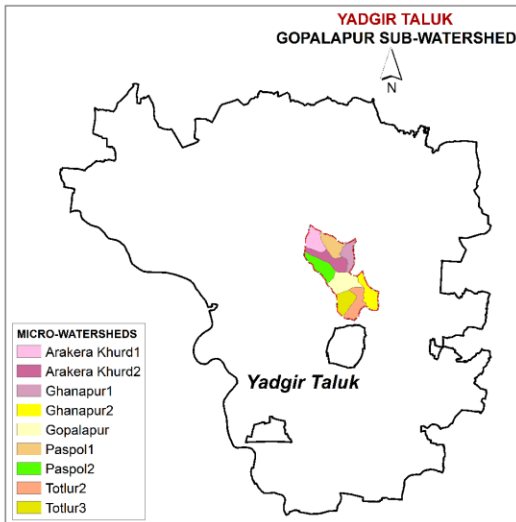 YADGIR TALUK
GOPALAPUR SUB-WATERSHED
N
Yadgir Taluk
MICRO-WATERSHEDS
Arakera Khurd1
Arakera Khurd2
Ghanapur1
Ghanapur2
Gopalapur
Paspol1
Paspol2
Totlur2
Totlur3